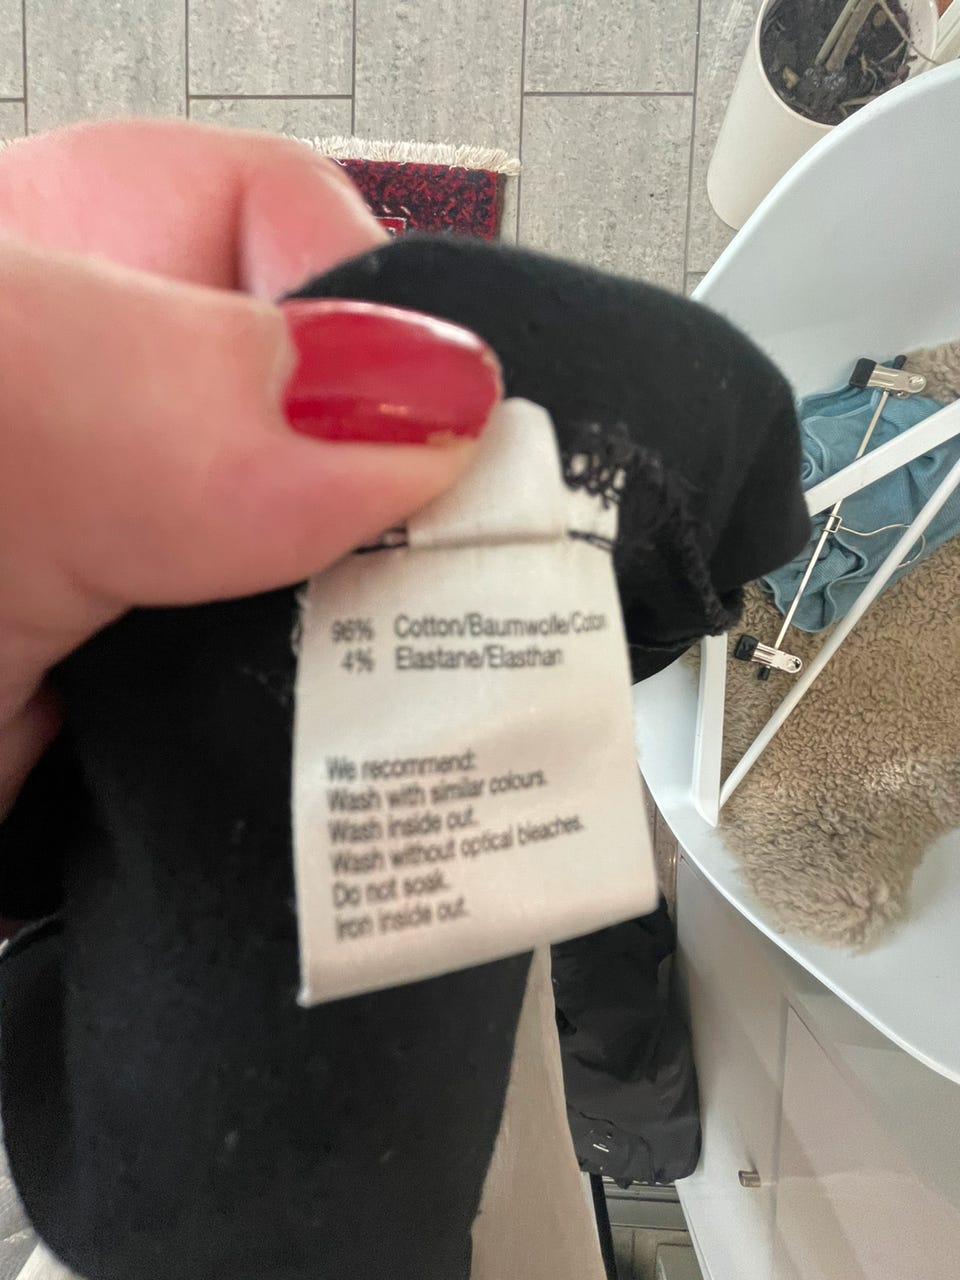 96% Cotton/Baumwolle/Coton
4% Elastane/Elasthan
We recommend:
Wash with similar colours.
Wash inside out.
Wash without optical bleaches.
Do not soak.
Iron inside out.